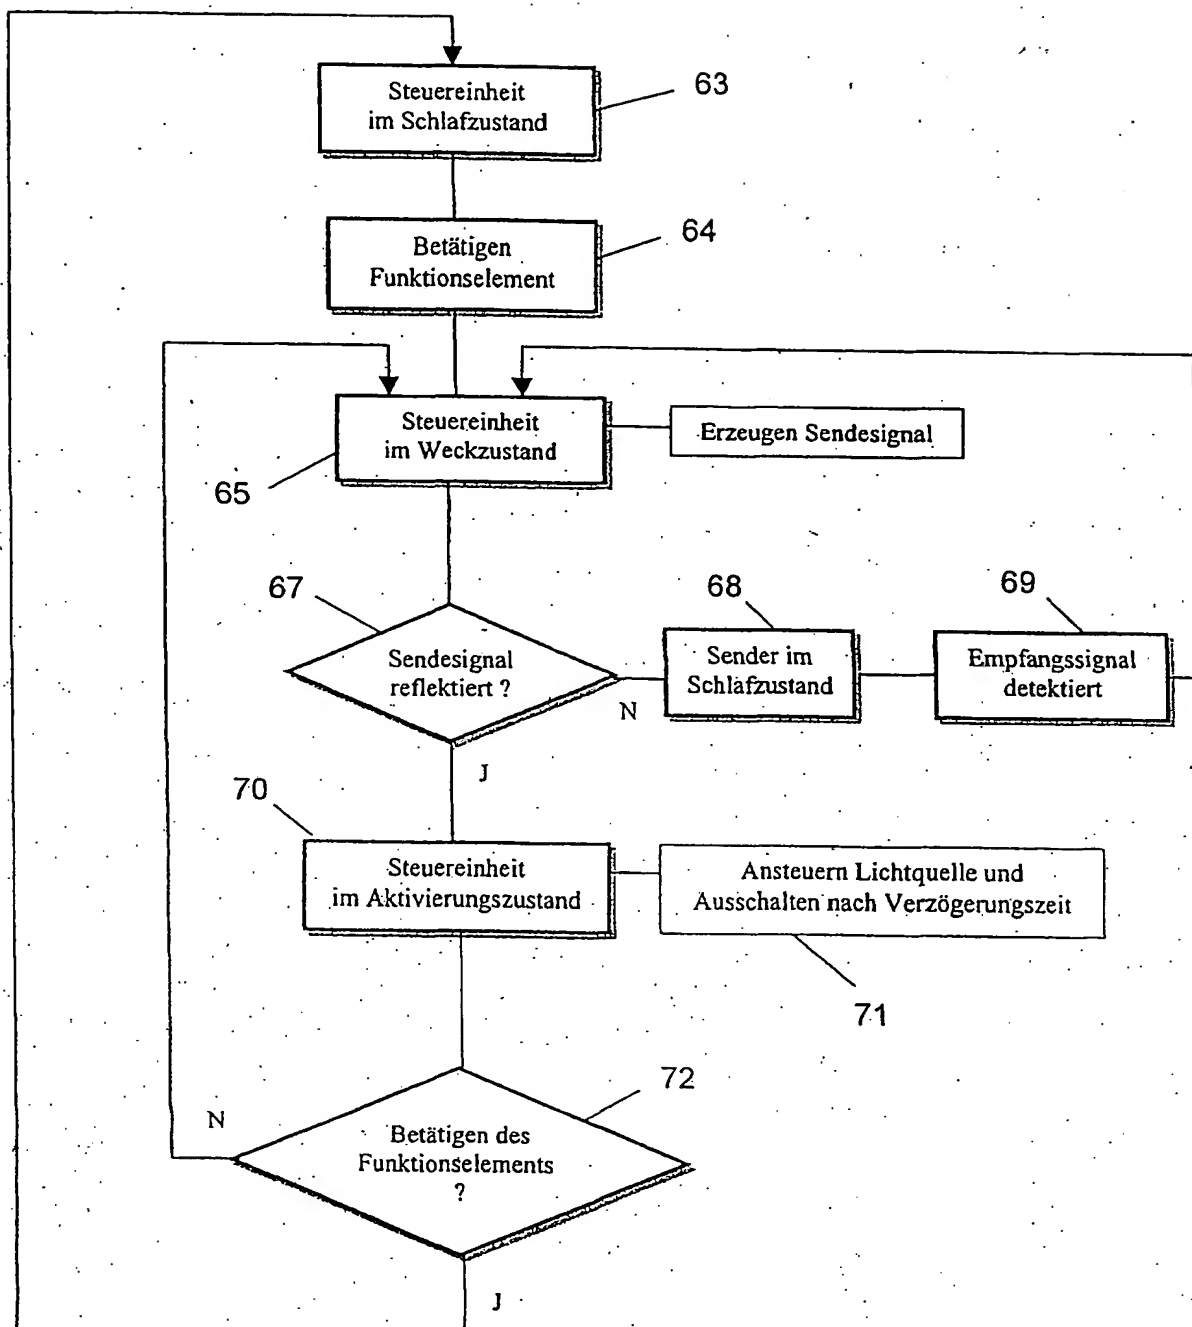 Steuereinheit
im Schlafzustand
63
Betätigen
Funktionselement
64
Steuereinheit
im Weckzustand
Erzeugen Sendesignal
65
67
Sendesignal
reflektiert ?
N
68
Sender im
Schlafzustand
69
Empfangssignal
detektiert
J
70
Steuereinheit
im Aktivierungszustand
Ansteuern Lichtquelle und
Ausschalten nach Verzögerungszeit
71
72
N
Betätigen des
Funktionselements
?
J